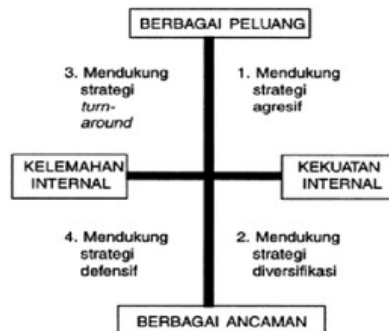 BERBAGAI PELUANG
3. Mendukung
strategi
turn-
around
1. Mendukung
strategi
agresif
KELEMAHAN
INTERNAL
KEKUATAN
INTERNAL
4. Mendukung
strategi
defensif
2. Mendukung
strategi
diversifikasi
BERBAGAI ANCAMAN